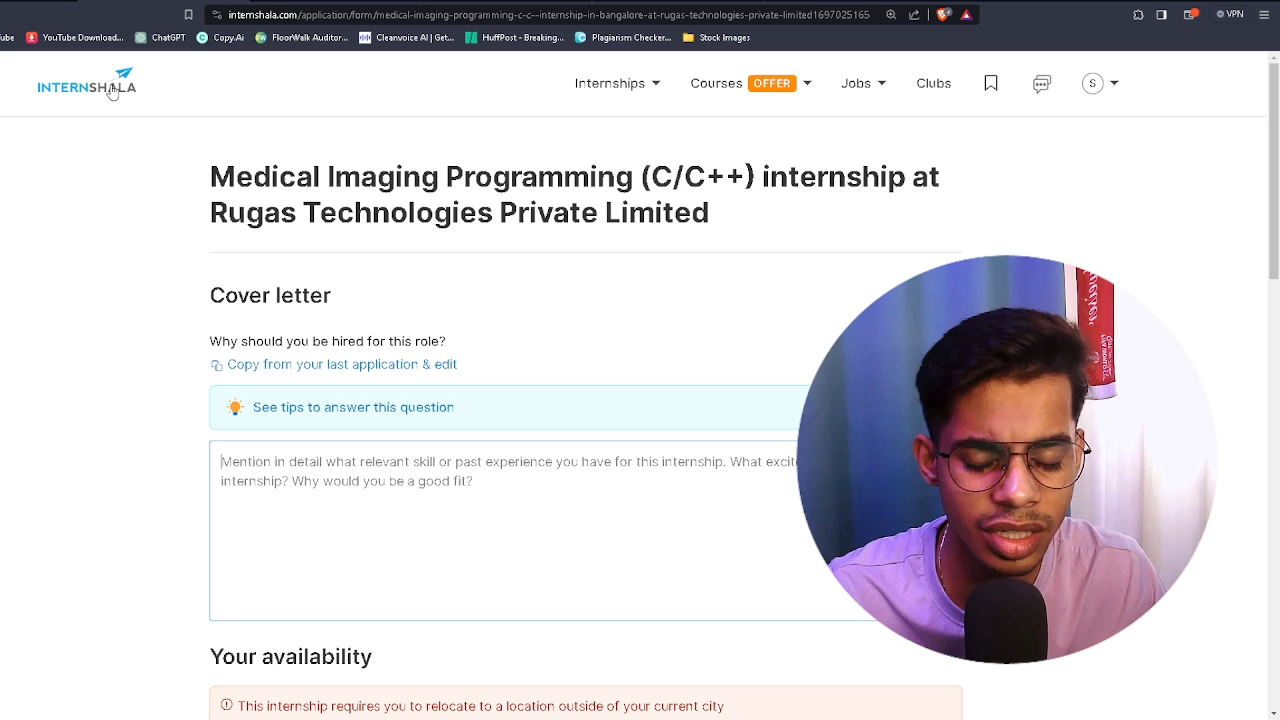 internshala.com/application/form/medical-imaging-programming-c-c--internship-in-bangalore-at-rugas-technologies-private-limited1697025165
VPN
ube
YouTube Download...
ChatGPT
Copy.Ai
FloorWalk Auditor...
Cleanvoice AI | Get...
HuffPost - Breaking...
Plagiarism Checker...
Stock Images
INTERNSHALA
Internships
Courses OFFER
Jobs
Clubs
S
Medical Imaging Programming (C/C++) internship at
Rugas Technologies Private Limited
Cover letter
Why should you be hired for this role?
Copy from your last application & edit
See tips to answer this question
Mention in detail what relevant skill or past experience you have for this internship. What excit
internship? Why would you be a good fit?
Your availability
This internship requires you to relocate to a location outside of your current city